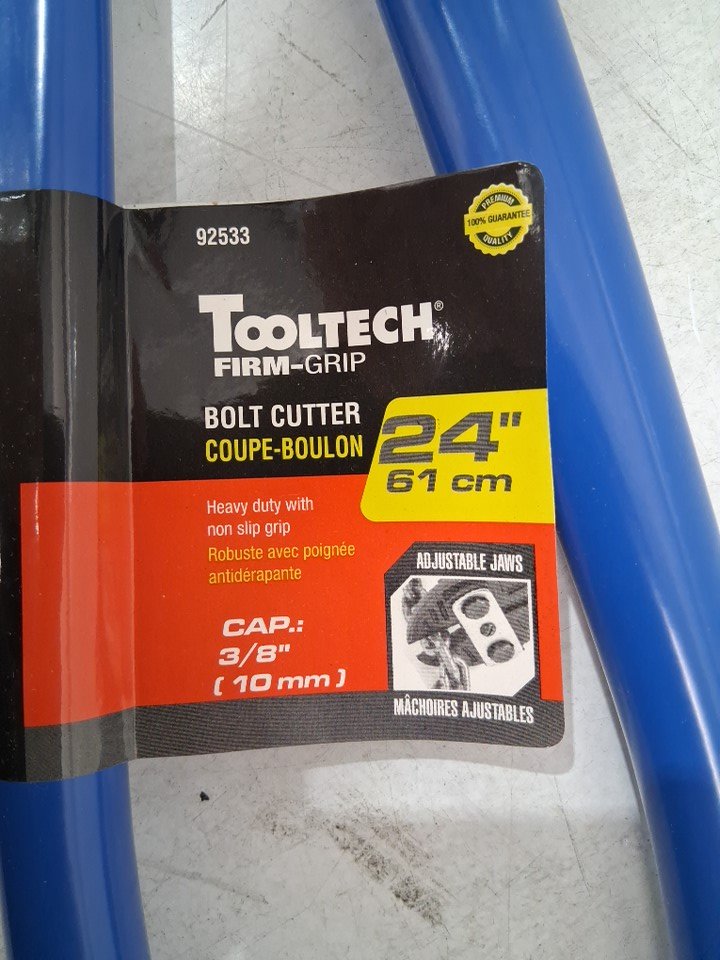 92533
PREMIUM
100% GUARANTEE
QUALITY
TOOLTECH®
FIRM-GRIP
BOLT CUTTER
COUPE-BOULON
24"
61 cm
Heavy duty with
non slip grip
Robuste avec poignée
antidérapante
CAP.:
3/8"
( 10 mm )
ADJUSTABLE JAWS
MÂCHOIRES AJUSTABLES